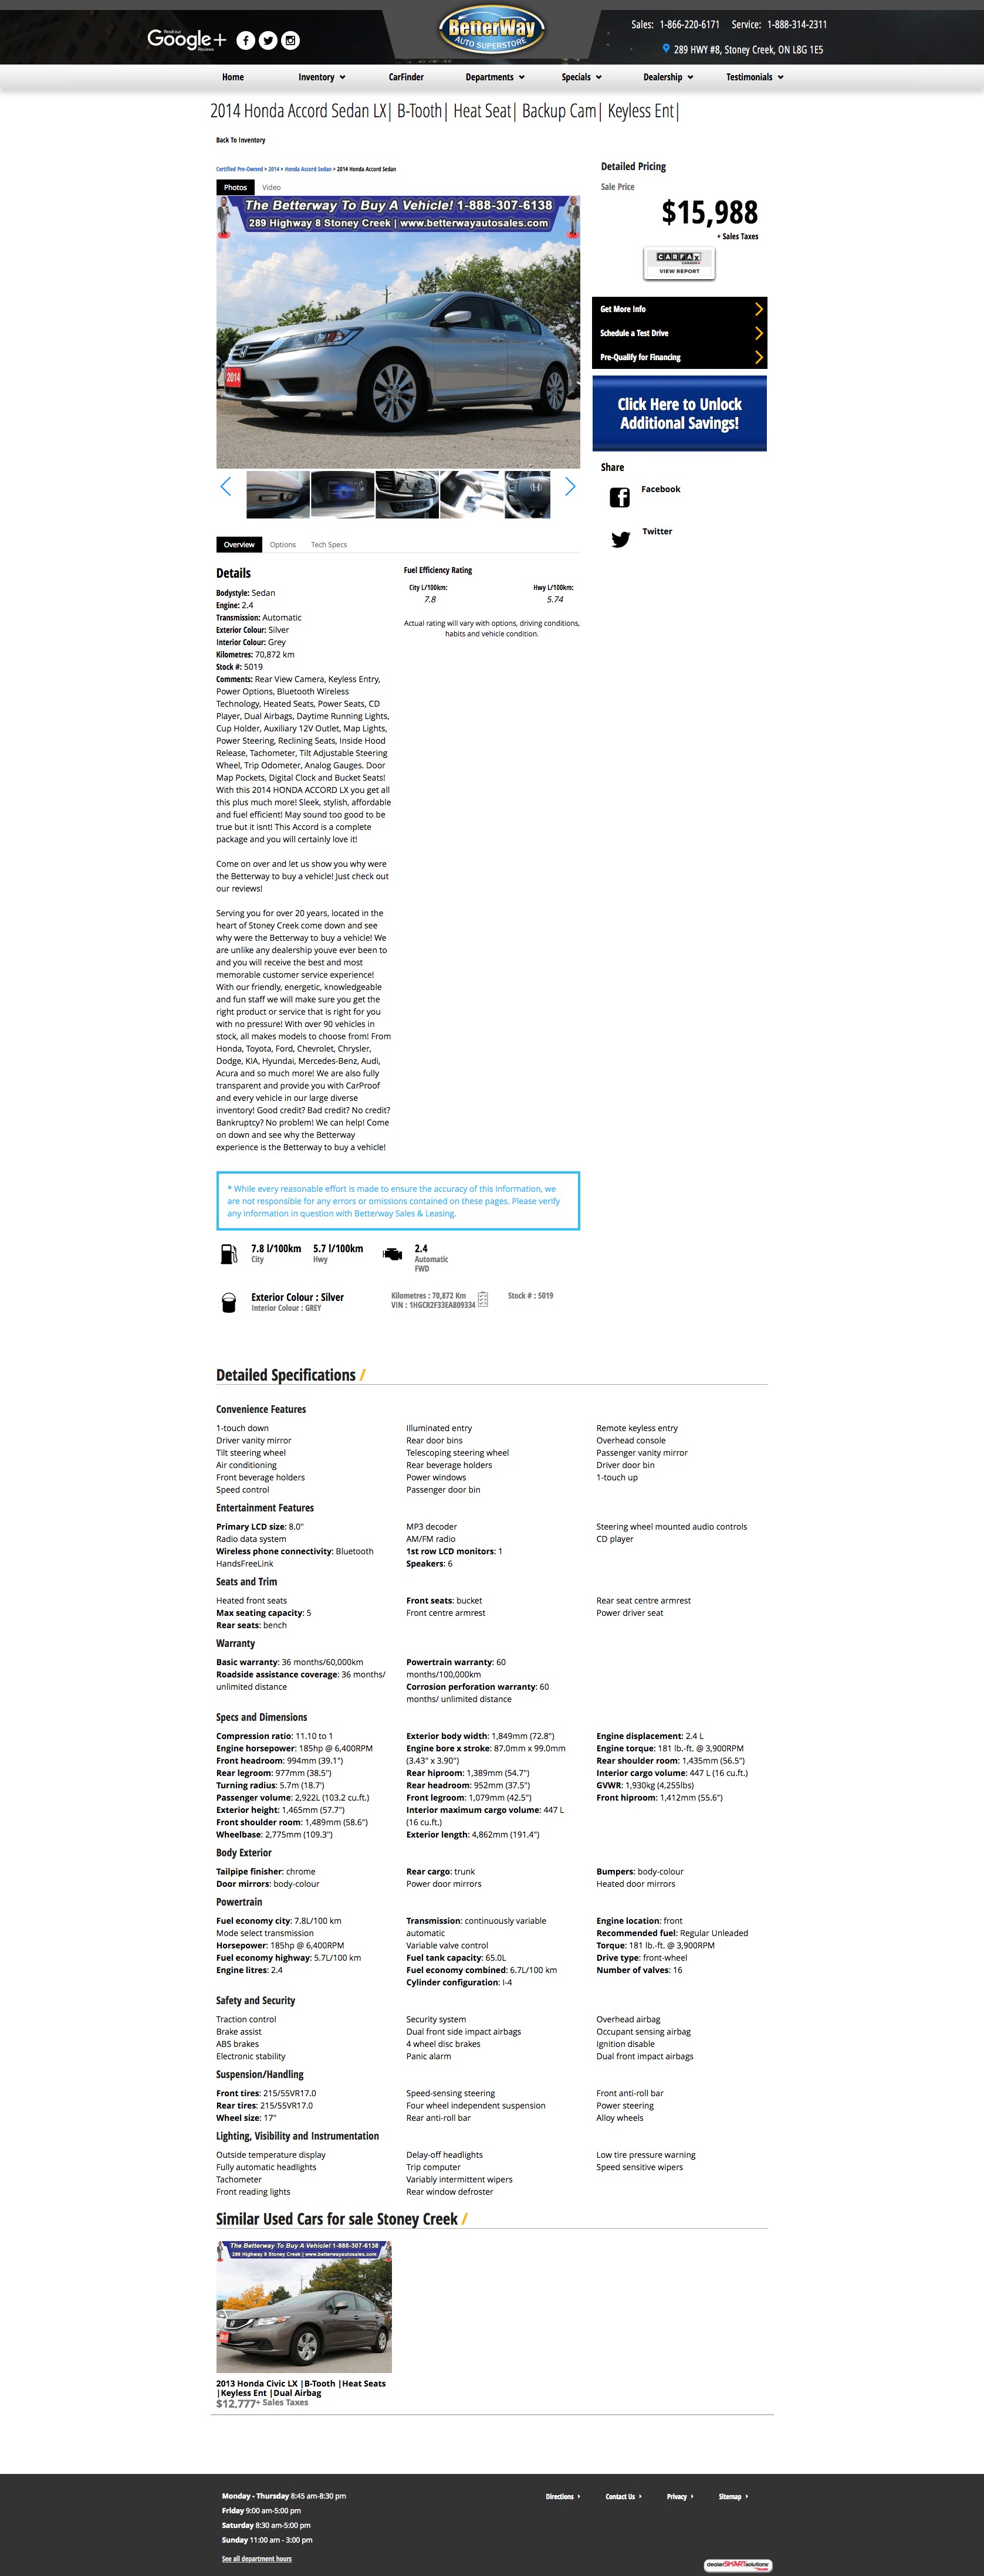 Read our
Google+
Reviews
BetterWay
AUTO SUPERSTORE
Sales: 1-866-220-6171 Service: 1-888-314-2311
289 HWY #8, Stoney Creek, ON L8G 1E5
Home Inventory CarFinder Departments Specials Dealership Testimonials
2014 Honda Accord Sedan LX| B-Tooth| Heat Seat| Backup Cam| Keyless Ent|
Back To Inventory
Certified Pre-Owned > 2014 > Honda Accord Sedan > 2014 Honda Accord Sedan
Photos Video
The Betterway To Buy A Vehicle! 1-888-307-6138
289 Highway 8 Stoney Creek | www.betterwayautosales.com
2014
Detailed Pricing
Sale Price
$15,988
+ Sales Taxes
CARFAX
CANADA
VIEW REPORT
Get More Info
Schedule a Test Drive
Pre-Qualify for Financing
Click Here to Unlock
Additional Savings!
Share
Facebook
Twitter
Overview Options Tech Specs
Details
Bodystyle: Sedan
Engine: 2.4
Transmission: Automatic
Exterior Colour: Silver
Interior Colour: Grey
Kilometres: 70,872 km
Stock #: 5019
Comments: Rear View Camera, Keyless Entry,
Power Options, Bluetooth Wireless
Technology, Heated Seats, Power Seats, CD
Player, Dual Airbags, Daytime Running Lights,
Cup Holder, Auxiliary 12V Outlet, Map Lights,
Power Steering, Reclining Seats, Inside Hood
Release, Tachometer, Tilt Adjustable Steering
Wheel, Trip Odometer, Analog Gauges. Door
Map Pockets, Digital Clock and Bucket Seats!
With this 2014 HONDA ACCORD LX you get all
this plus much more! Sleek, stylish, affordable
and fuel efficient! May sound too good to be
true but it isnt! This Accord is a complete
package and you will certainly love it!
Come on over and let us show you why were
the Betterway to buy a vehicle! Just check out
our reviews!
Serving you for over 20 years, located in the
heart of Stoney Creek come down and see
why were the Betterway to buy a vehicle! We
are unlike any dealership youve ever been to
and you will receive the best and most
memorable customer service experience!
With our friendly, energetic, knowledgeable
and fun staff we will make sure you get the
right product or service that is right for you
with no pressure! With over 90 vehicles in
stock, all makes models to choose from! From
Honda, Toyota, Ford, Chevrolet, Chrysler,
Dodge, KIA, Hyundai, Mercedes-Benz, Audi,
Acura and so much more! We are also fully
transparent and provide you with CarProof
and every vehicle in our large diverse
inventory! Good credit? Bad credit? No credit?
Bankruptcy? No problem! We can help! Come
on down and see why the Betterway
experience is the Betterway to buy a vehicle!
Fuel Efficiency Rating
City L/100km: Hwy L/100km:
7.8 5.74
Actual rating will vary with options, driving conditions,
habits and vehicle condition.
* While every reasonable effort is made to ensure the accuracy of this information, we
are not responsible for any errors or omissions contained on these pages. Please verify
any information in question with Betterway Sales & Leasing.
7.8 l/100km 5.7 l/100km 2.4
City Hwy Automatic
FWD
Exterior Colour : Silver
Interior Colour : GREY
Kilometres : 70,872 Km
VIN : 1HGCR2F33EA809334
Stock # : 5019
Detailed Specifications /
Convenience Features
1-touch down Illuminated entry Remote keyless entry
Driver vanity mirror Rear door bins Overhead console
Tilt steering wheel Telescoping steering wheel Passenger vanity mirror
Air conditioning Rear beverage holders Driver door bin
Front beverage holders Power windows 1-touch up
Speed control Passenger door bin
Entertainment Features
Primary LCD size: 8.0" MP3 decoder Steering wheel mounted audio controls
Radio data system AM/FM radio CD player
Wireless phone connectivity: Bluetooth 1st row LCD monitors: 1
HandsFreeLink Speakers: 6
Seats and Trim
Heated front seats Front seats: bucket Rear seat centre armrest
Max seating capacity: 5 Front centre armrest Power driver seat
Rear seats: bench
Warranty
Basic warranty: 36 months/60,000km Powertrain warranty: 60
Roadside assistance coverage: 36 months/ months/100,000km
unlimited distance Corrosion perforation warranty: 60
months/ unlimited distance
Specs and Dimensions
Compression ratio: 11.10 to 1 Exterior body width: 1,849mm (72.8") Engine displacement: 2.4 L
Engine horsepower: 185hp @ 6,400RPM Engine bore x stroke: 87.0mm x 99.0mm Engine torque: 181 lb.-ft. @ 3,900RPM
Front headroom: 994mm (39.1") (3.43" x 3.90") Rear shoulder room: 1,435mm (56.5")
Rear legroom: 977mm (38.5") Rear hiproom: 1,389mm (54.7") Interior cargo volume: 447 L (16 cu.ft.)
Turning radius: 5.7m (18.7') Rear headroom: 952mm (37.5") GVWR: 1,930kg (4,255lbs)
Passenger volume: 2,922L (103.2 cu.ft.) Front legroom: 1,079mm (42.5") Front hiproom: 1,412mm (55.6")
Exterior height: 1,465mm (57.7") Interior maximum cargo volume: 447 L
Front shoulder room: 1,489mm (58.6") (16 cu.ft.)
Wheelbase: 2,775mm (109.3") Exterior length: 4,862mm (191.4")
Body Exterior
Tailpipe finisher: chrome Rear cargo: trunk Bumpers: body-colour
Door mirrors: body-colour Power door mirrors Heated door mirrors
Powertrain
Fuel economy city: 7.8L/100 km Transmission: continuously variable Engine location: front
Mode select transmission automatic Recommended fuel: Regular Unleaded
Horsepower: 185hp @ 6,400RPM Variable valve control Torque: 181 lb.-ft. @ 3,900RPM
Fuel economy highway: 5.7L/100 km Fuel tank capacity: 65.0L Drive type: front-wheel
Engine litres: 2.4 Fuel economy combined: 6.7L/100 km Number of valves: 16
Cylinder configuration: I-4
Safety and Security
Traction control Security system Overhead airbag
Brake assist Dual front side impact airbags Occupant sensing airbag
ABS brakes 4 wheel disc brakes Ignition disable
Electronic stability Panic alarm Dual front impact airbags
Suspension/Handling
Front tires: 215/55VR17.0 Speed-sensing steering Front anti-roll bar
Rear tires: 215/55VR17.0 Four wheel independent suspension Power steering
Wheel size: 17" Rear anti-roll bar Alloy wheels
Lighting, Visibility and Instrumentation
Outside temperature display Delay-off headlights Low tire pressure warning
Fully automatic headlights Trip computer Speed sensitive wipers
Tachometer Variably intermittent wipers
Front reading lights Rear window defroster
Similar Used Cars for sale Stoney Creek /
The Betterway To Buy A Vehicle! 1-888-307-6138
289 Highway 8 Stoney Creek | www.betterwayautosales.com
2013 Honda Civic LX |B-Tooth |Heat Seats
|Keyless Ent |Dual Airbag
$12,777+ Sales Taxes
Monday - Thursday 8:45 am-8:30 pm
Friday 9:00 am-5:00 pm
Saturday 8:30 am-5:00 pm
Sunday 11:00 am - 3:00 pm
See all department hours
Directions Contact Us Privacy Sitemap
dealerSMARTsolutions